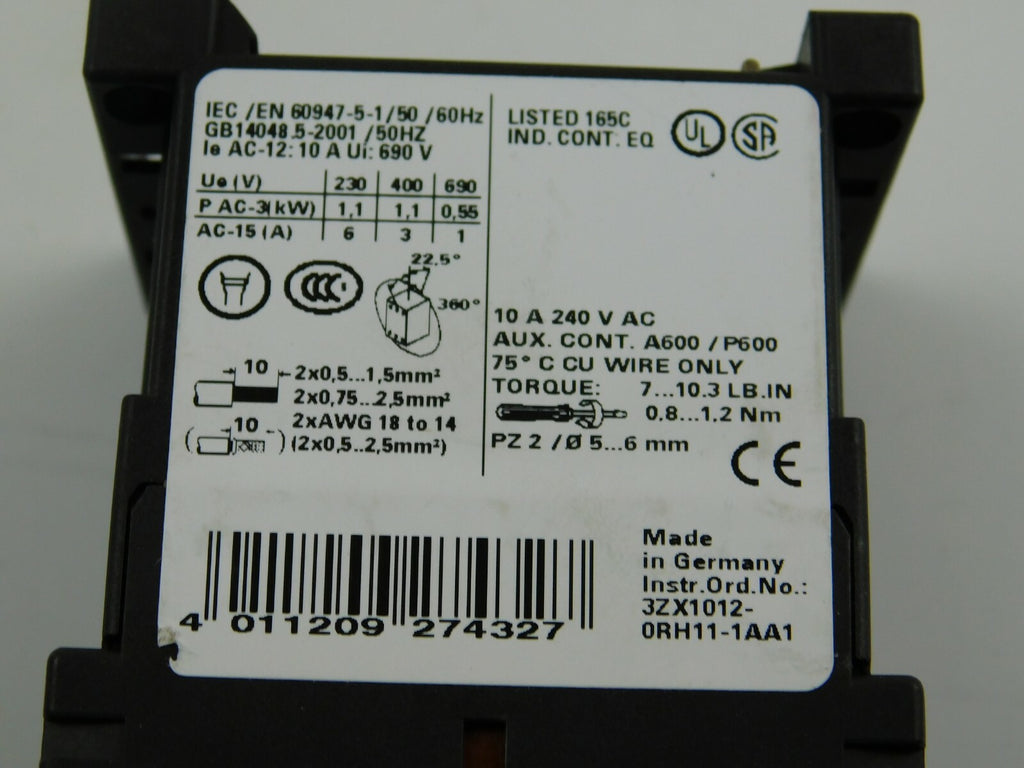 IEC /EN 60947-5-1/50 /60Hz
GB14048.5-2001 /50HZ
Ie AC-12: 10 A Ui: 690 V
Ue (V) 230 400 690
P AC-3(kW) 1,1 1,1 0,55
AC-15 (A) 6 3 1
CCC
22.5°
360°
10
2x0,5...1,5mm²
2x0,75...2,5mm²
2xAWG 18 to 14
( 10 ) (2x0,5..2,5mm²)
LISTED 165C
IND. CONT. EQ
UL
SA
10 A 240 V AC
AUX. CONT. A600 / P600
75° C CU WIRE ONLY
TORQUE: 7...10.3 LB.IN
0.8...1.2 Nm
PZ 2 / Ø 5...6 mm
CE
4 011209 274327
Made
in Germany
Instr.Ord.No.:
3ZX1012-
0RH11-1AA1